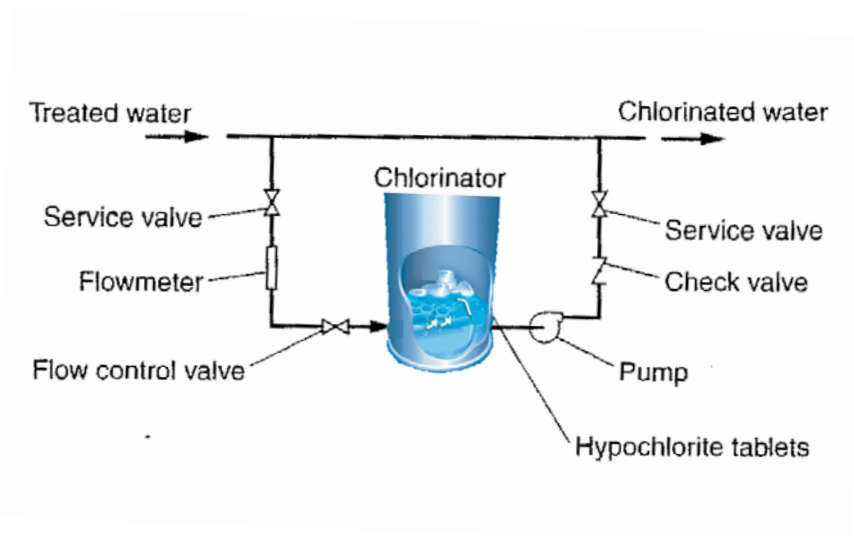 Treated water
Chlorinated water
Chlorinator
Service valve
Service valve
Flowmeter
Check valve
Flow control valve
Pump
Hypochlorite tablets